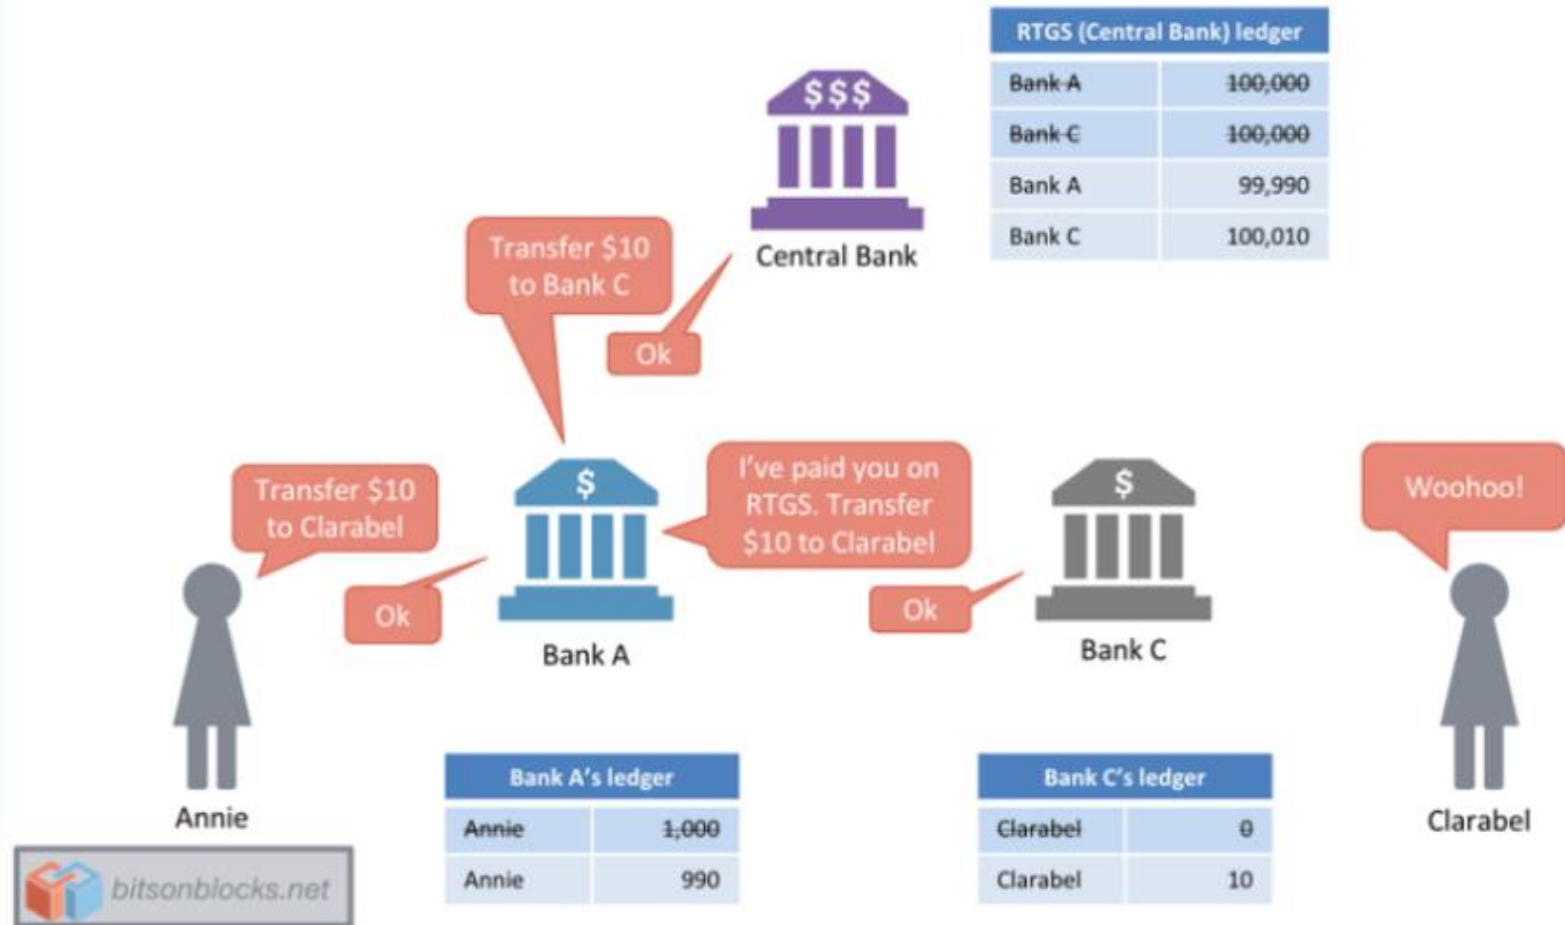 RTGS (Central Bank) ledger
Bank A 100,000
Bank C 100,000
Bank A 99,990
Bank C 100,010
$$$
Central Bank
Transfer $10
to Bank C
Ok
Transfer $10
to Clarabel
Ok
$
Bank A
I've paid you on
RTGS. Transfer
$10 to Clarabel
Ok
$
Bank C
Woohoo!
Annie
Clarabel
Bank A's ledger
Annie 1,000
Annie 990
Bank C's ledger
Clarabel 0
Clarabel 10
bitsonblocks.net